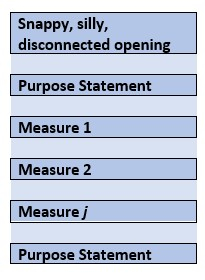 Snappy, silly,
disconnected opening
Purpose Statement
Measure 1
Measure 2
Measure j
Purpose Statement